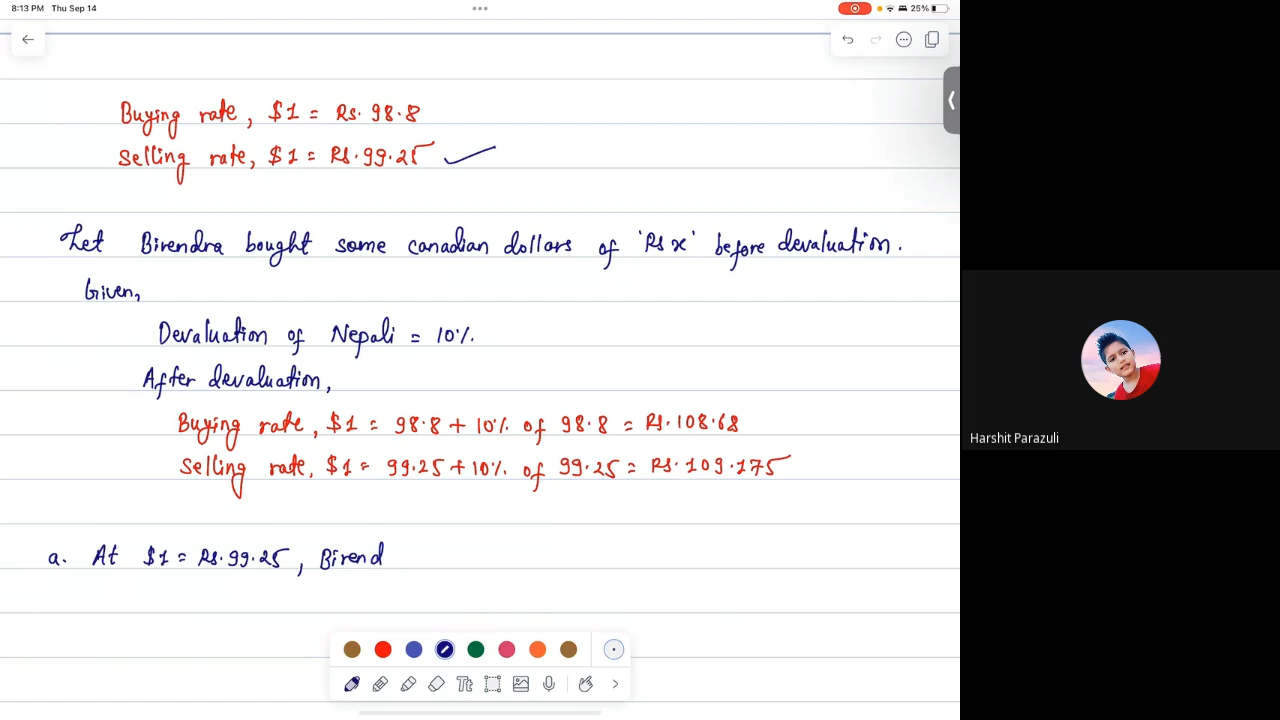 8:13 PM Thu Sep 14
25%
Buying rate, $1 = Rs. 98.8
Selling rate, $1 = Rs. 99.25
Let Birendra bought some canadian dollars of 'Rs x' before devaluation.
Given,
Devaluation of Nepali = 10%.
After devaluation,
Buying rate, $1 = 98.8 + 10% of 98.8 = Rs. 108.68
Selling rate, $1 = 99.25 + 10% of 99.25 = Rs. 109.175
a. At $1 = Rs. 99.25, Birend
Tt
Harshit Parazuli